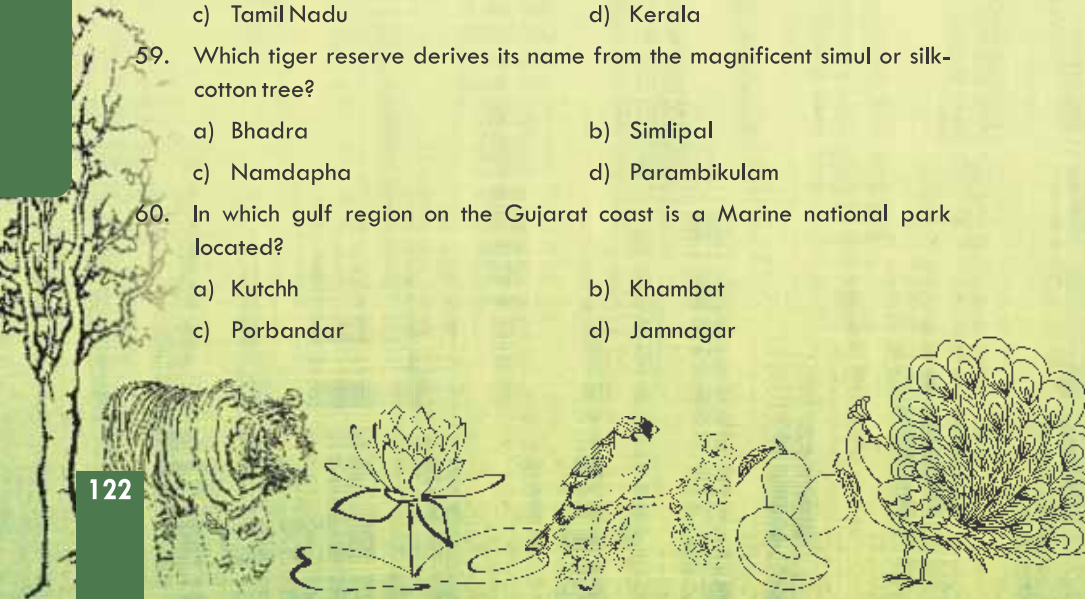 c) Tamil Nadu d) Kerala
59. Which tiger reserve derives its name from the magnificent simul or silk-
cotton tree?
a) Bhadra b) Simlipal
c) Namdapha d) Parambikulam
60. In which gulf region on the Gujarat coast is a Marine national park
located?
a) Kutchh b) Khambat
c) Porbandar d) Jamnagar
122